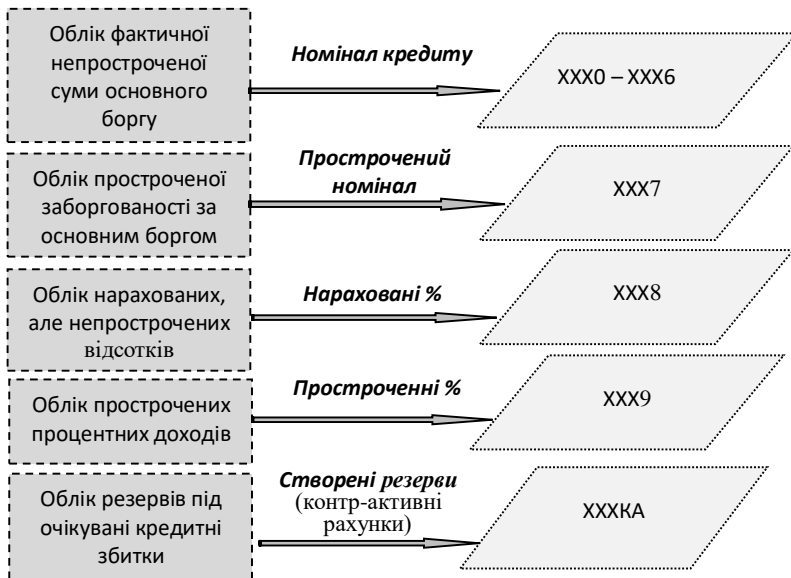 Облік фактичної
непростроченої
суми основного
боргу
Номінал кредиту
ХХХ0 – ХХХ6
Облік простроченої
заборгованості за
основним боргом
Прострочений
номінал
ХХХ7
Облік нарахованих,
але непрострочених
відсотків
Нараховані %
ХХХ8
Облік прострочених
процентних доходів
Простроченні %
ХХХ9
Облік резервів під
очікувані кредитні
збитки
Створені резерви
(контр-активні
рахунки)
ХХХКА